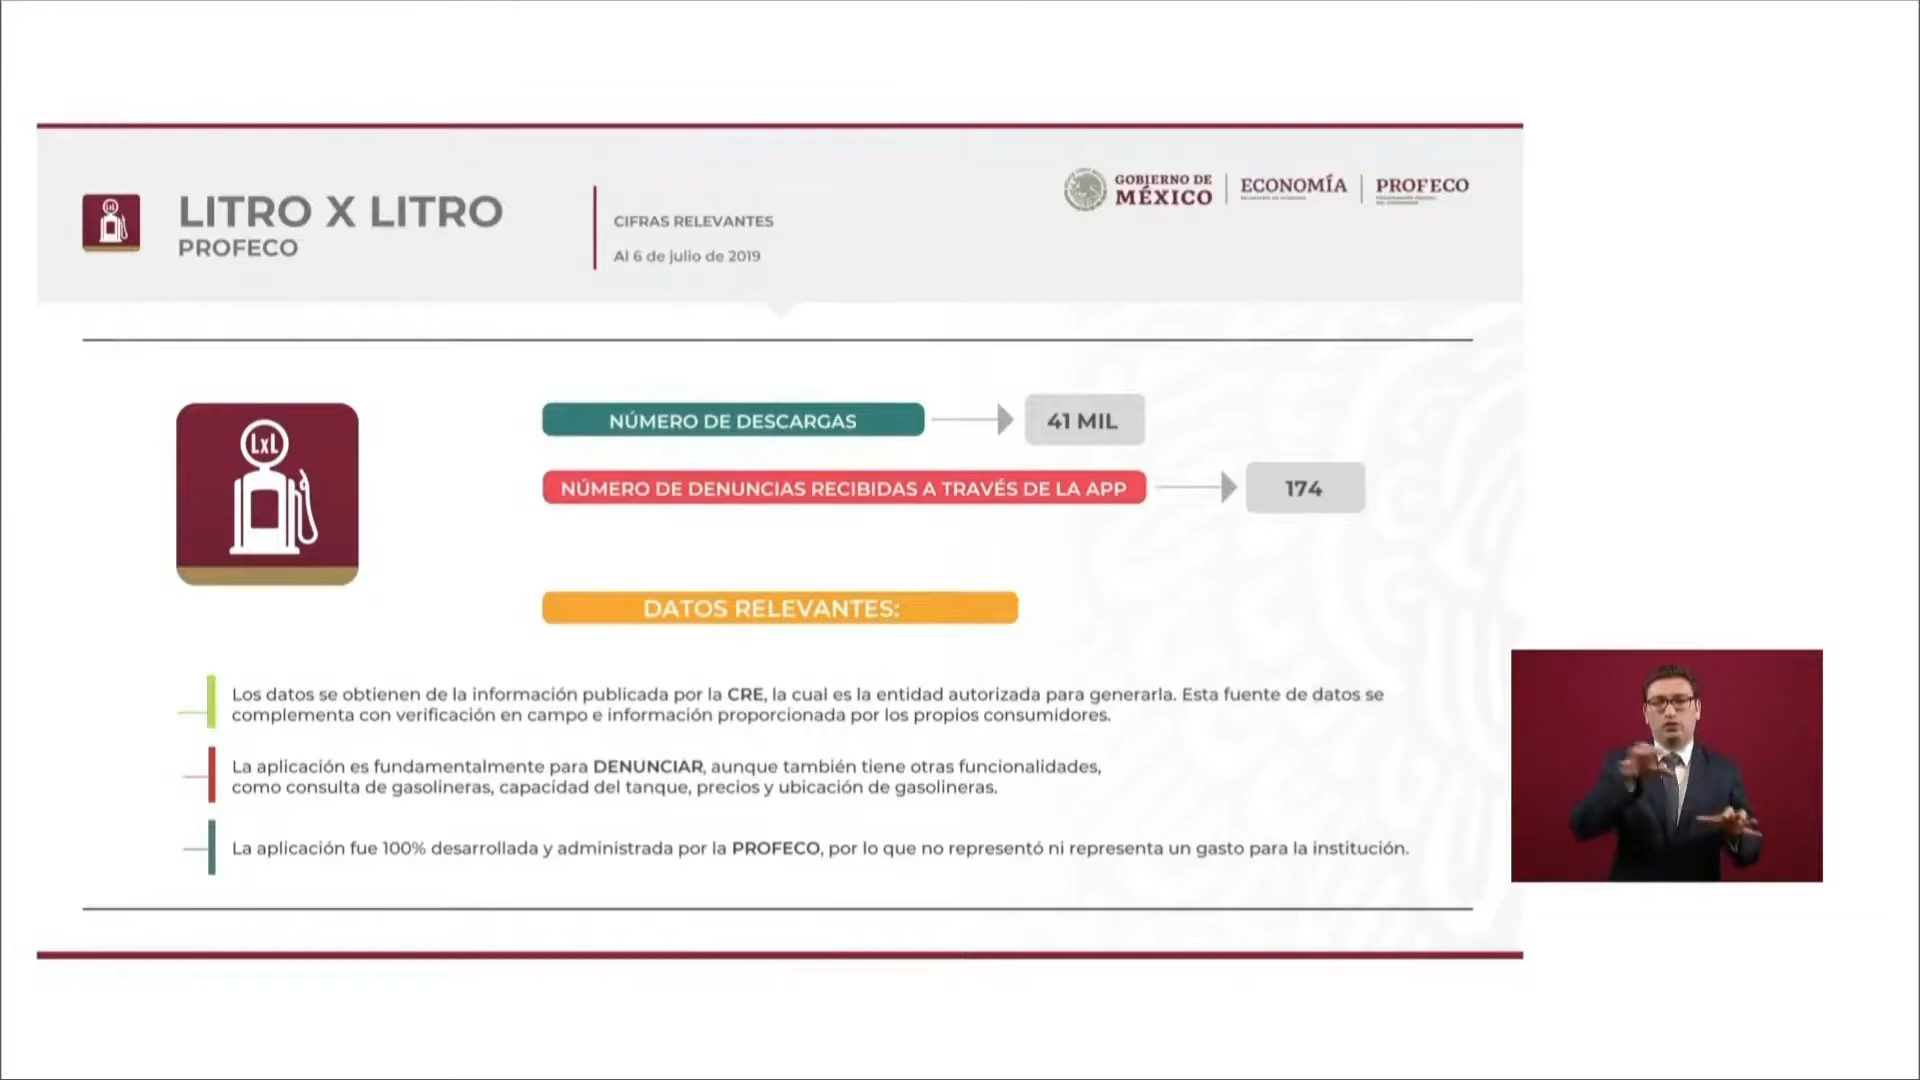 LITRO X LITRO
PROFECO
CIFRAS RELEVANTES
Al 6 de julio de 2019
GOBIERNO DE
MÉXICO
ECONOMÍA
PROFECO
NÚMERO DE DESCARGAS
41 MIL
LxL
NÚMERO DE DENUNCIAS RECIBIDAS A TRAVÉS DE LA APP
174
DATOS RELEVANTES:
Los datos se obtienen de la información publicada por la CRE, la cual es la entidad autorizada para generarla. Esta fuente de datos se
complementa con verificación en campo e información proporcionada por los propios consumidores.
La aplicación es fundamentalmente para DENUNCIAR, aunque también tiene otras funcionalidades,
como consulta de gasolineras, capacidad del tanque, precios y ubicación de gasolineras.
La aplicación fue 100% desarrollada y administrada por la PROFECO, por lo que no representó ni representa un gasto para la institución.